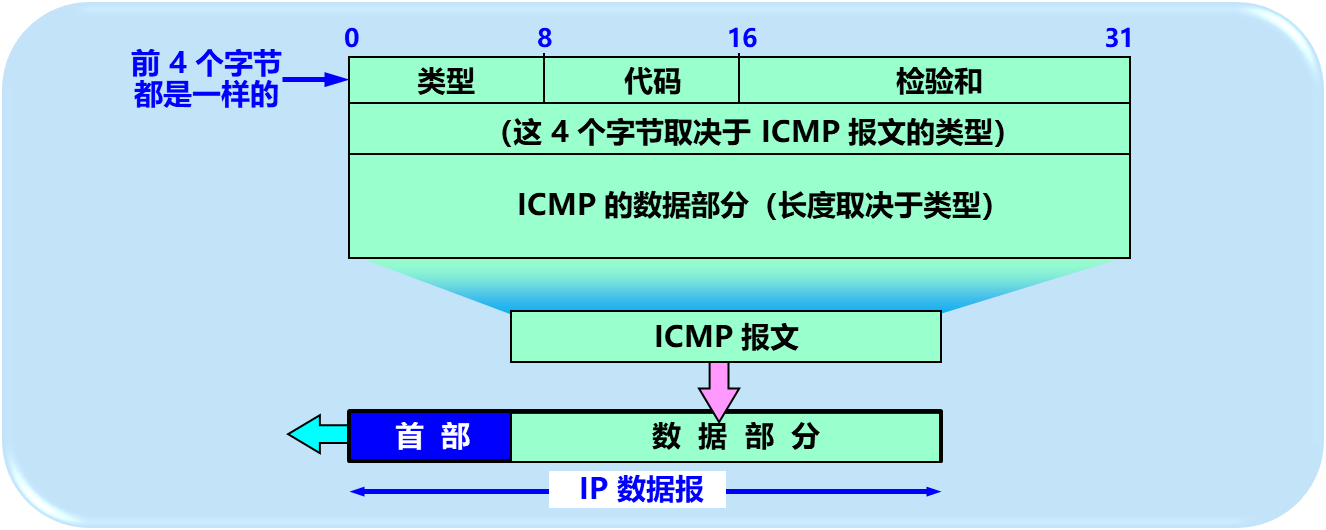 0 8 16 31
前 4 个字节
都是一样的
类型 代码 检验和
（这 4 个字节取决于 ICMP 报文的类型）
ICMP 的数据部分（长度取决于类型）
ICMP 报文
首 部 数 据 部 分
IP 数据报